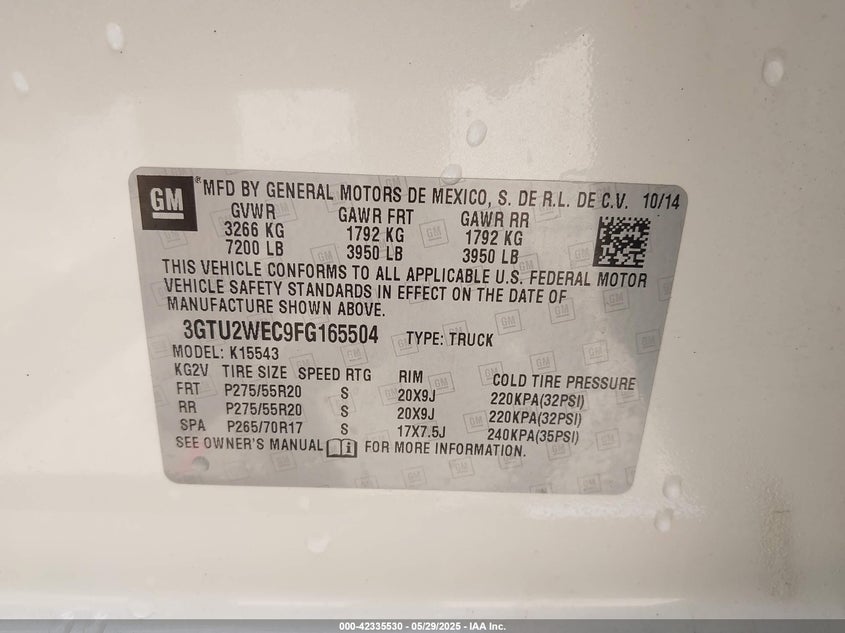 GM ® MFD BY GENERAL MOTORS DE MEXICO, S. DE R.L. DE C.V. 10/14
GVWR GAWR FRT GAWR RR
3266 KG 1792 KG 1792 KG
7200 LB 3950 LB 3950 LB
THIS VEHICLE CONFORMS TO ALL APPLICABLE U.S. FEDERAL MOTOR
VEHICLE SAFETY STANDARDS IN EFFECT ON THE DATE OF
MANUFACTURE SHOWN ABOVE.
3GTU2WEC9FG165504 TYPE: TRUCK
MODEL: K15543
KG2V TIRE SIZE SPEED RTG RIM COLD TIRE PRESSURE
FRT P275/55R20 S 20X9J 220KPA(32PSI)
RR P275/55R20 S 20X9J 220KPA(32PSI)
SPA P265/70R17 S 17X7.5J 240KPA(35PSI)
SEE OWNER'S MANUAL FOR MORE INFORMATION.
000-42335530 - 05/29/2025 - IAA Inc.